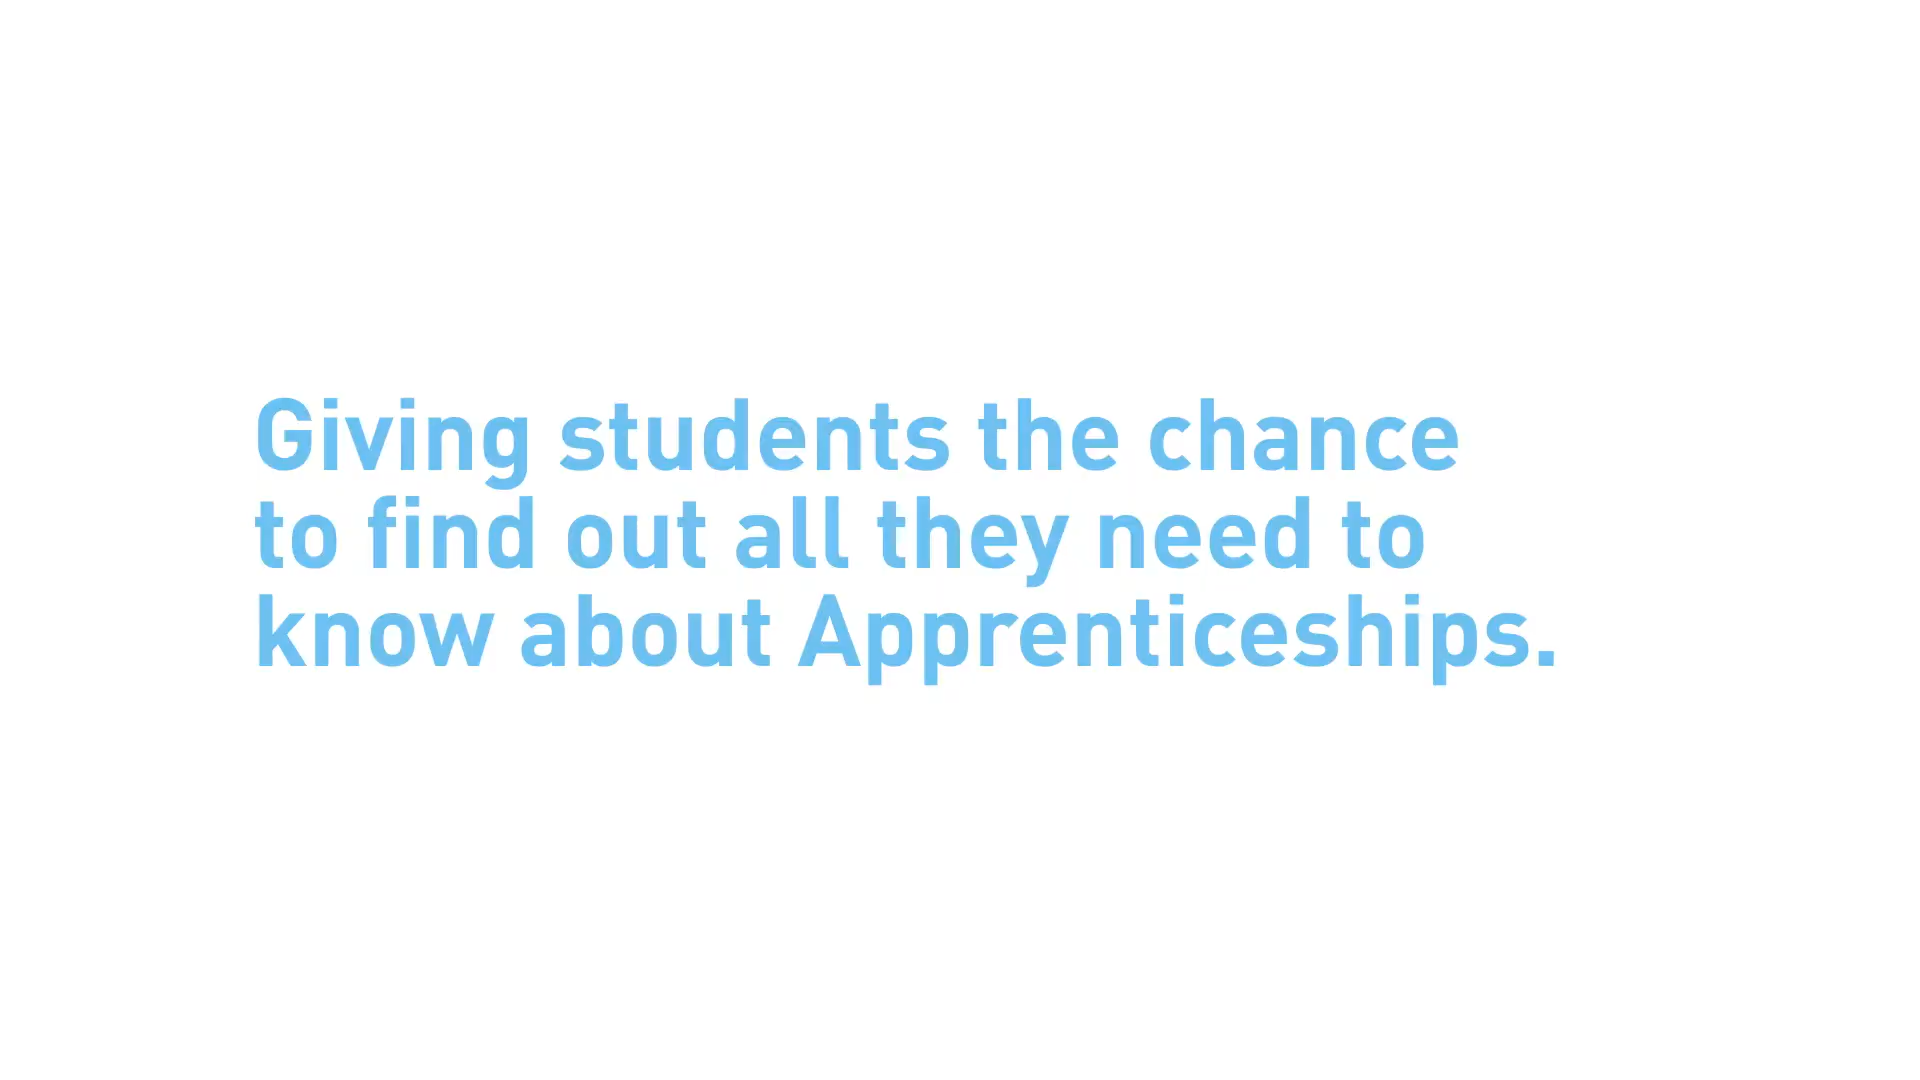 Giving students the chance
to find out all they need to
know about Apprenticeships.